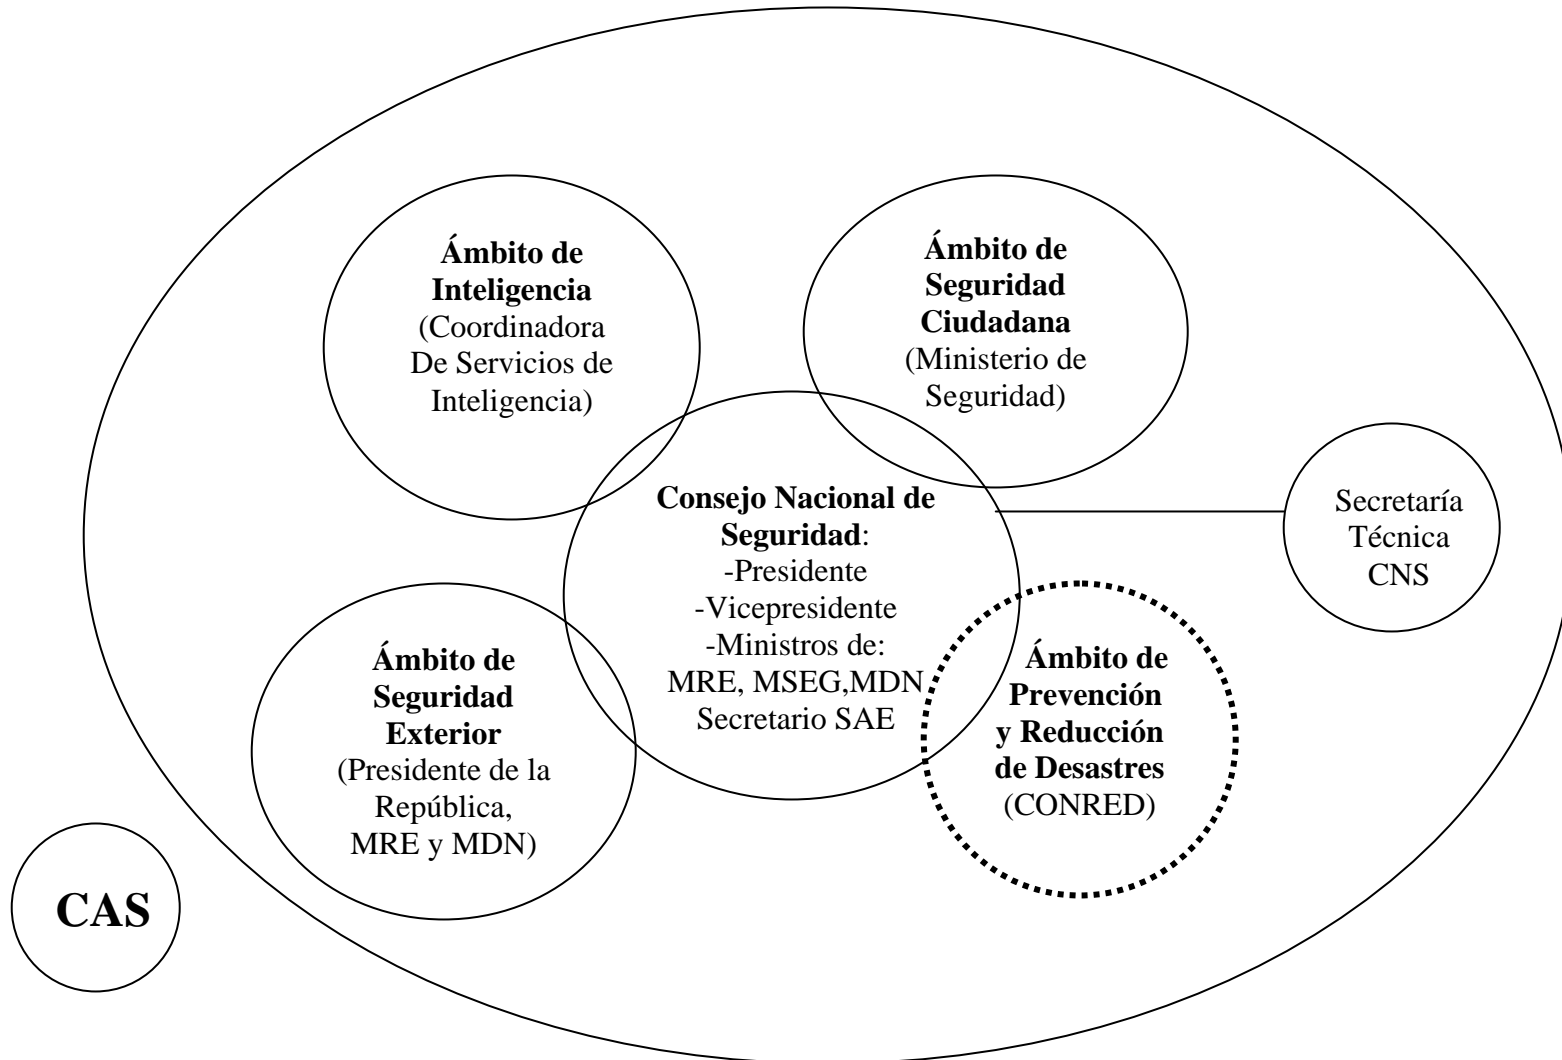 Ámbito de
Inteligencia
(Coordinadora
De Servicios de
Inteligencia)
Ámbito de
Seguridad
Ciudadana
(Ministerio de
Seguridad)
Consejo Nacional de
Seguridad:
-Presidente
-Vicepresidente
-Ministros de:
MRE, MSEG,MDN
Secretario SAE
Secretaría
Técnica
CNS
Ámbito de
Seguridad
Exterior
(Presidente de la
República,
MRE y MDN)
Ámbito de
Prevención
y Reducción
de Desastres
(CONRED)
CAS